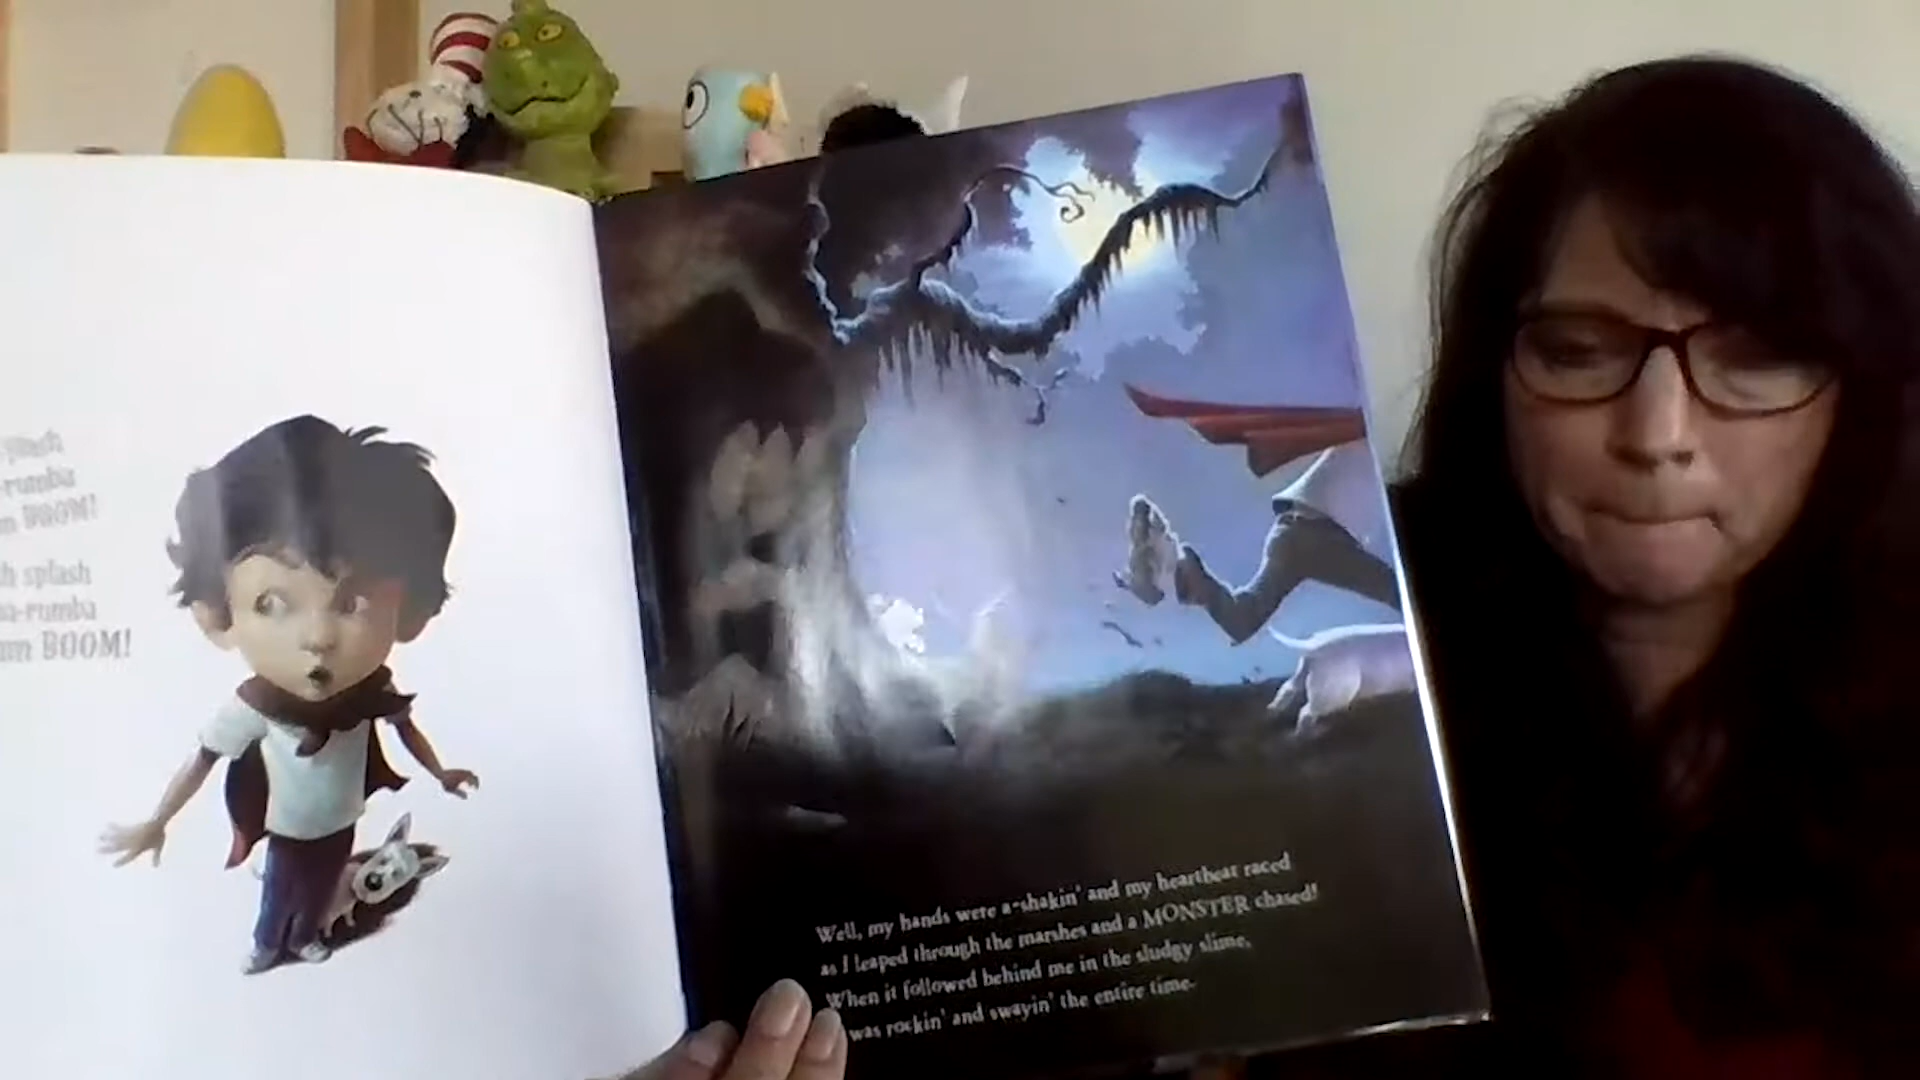 rumba
BOOM!
splash
rumba
BOOM!
Well, my hands were a-shakin' and my heartbeat raced
as I leaped through the marshes and a MONSTER chased!
When it followed behind me in the sludgy slime,
was rockin' and swayin' the entire time.